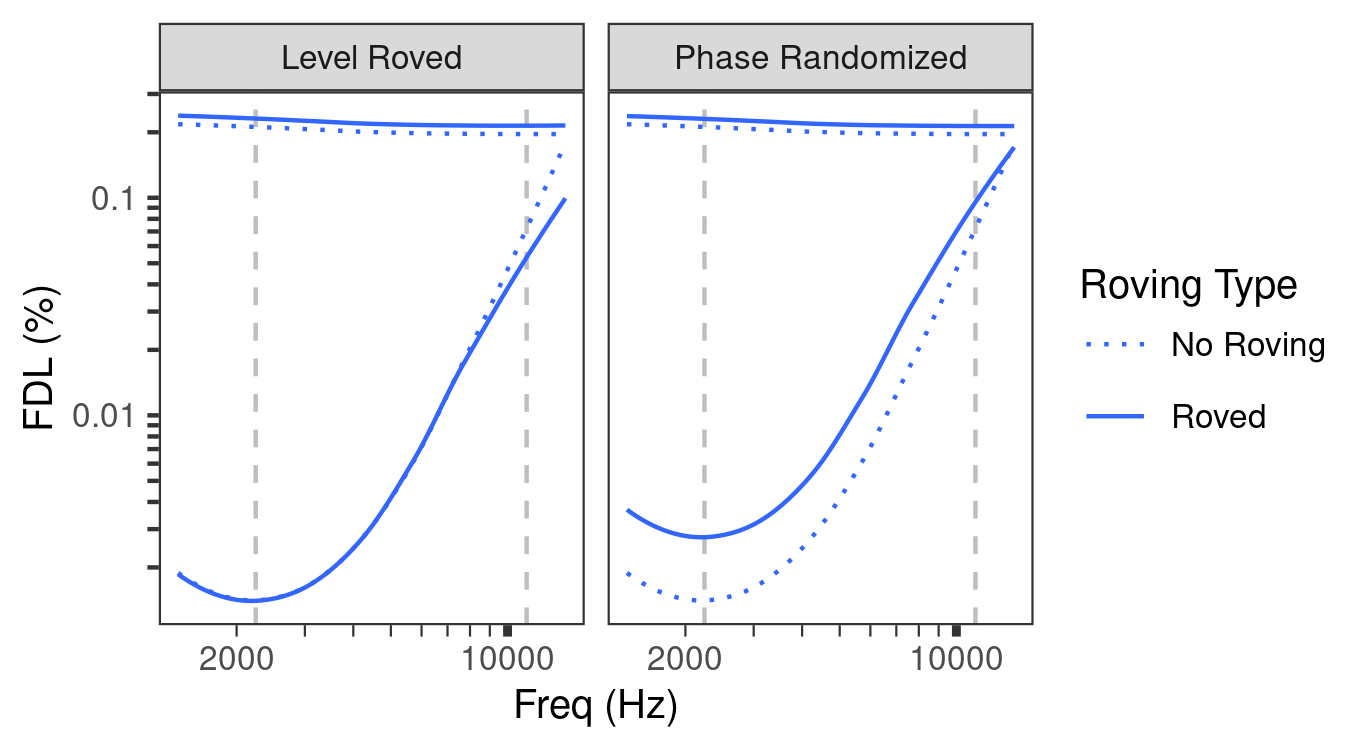 Level Roved
Phase Randomized
FDL (%)
0.1
0.01
2000
10000
2000
10000
Freq (Hz)
Roving Type
No Roving
Roved